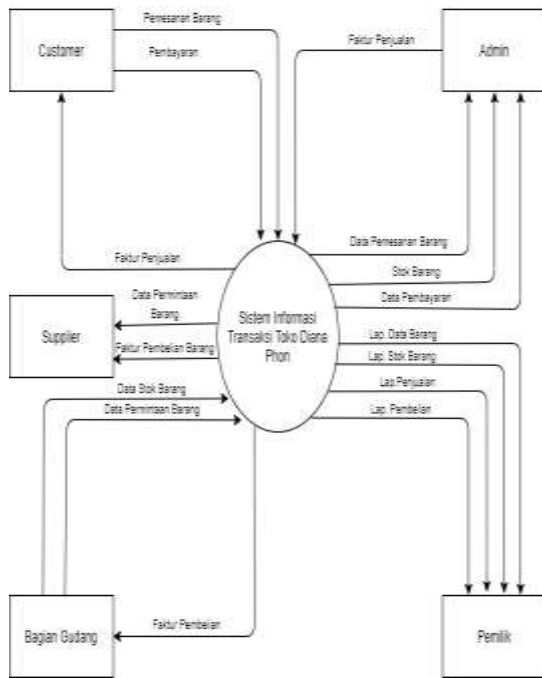 Pemesanan Barang
Customer
Pembayaran
Faktur Penjualan
Admin
Faktur Penjualan
Data Pemesanan Barang
Stok Barang
Data Pembayaran
Data Permintaan
Barang
Supplier
Faktur Pembelian Barang
Sistem Informasi
Transaksi Toko Diana
Phon
Lap. Data Barang
Lap. Stok Barang
Lap.Penjualan
Lap. Pembelian
Data Stok Barang
Data Permintaan Barang
Bagian Gudang
Faktur Pembelian
Pemilik